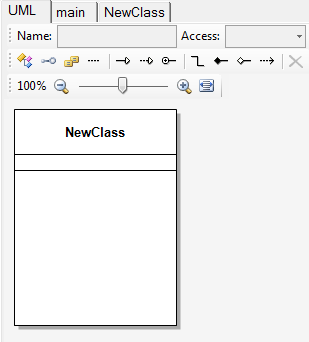 UML main NewClass
Name: Access:
100%
NewClass